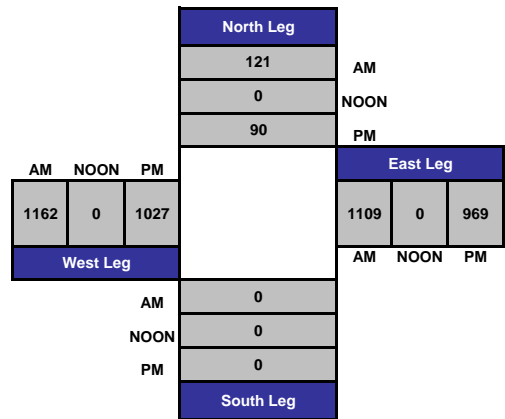 North Leg
121 AM
0 NOON
90 PM
AM NOON PM
East Leg
1162 0 1027
1109 0 969
West Leg
AM NOON PM
AM 0
NOON 0
PM 0
South Leg